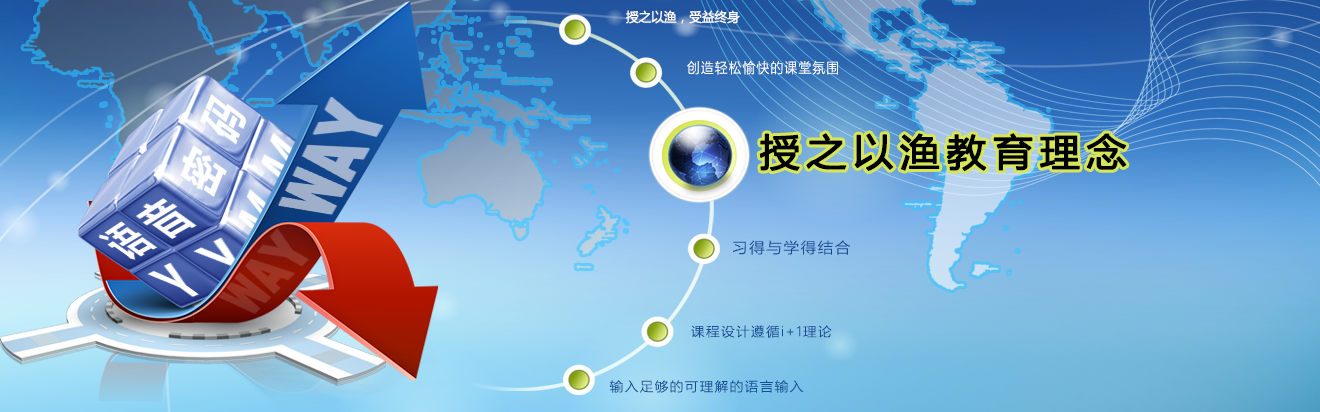 授之以渔，受益终身
创造轻松愉快的课堂氛围
授之以渔教育理念
习得与学得结合
课程设计遵循i+1理论
输入足够的可理解的语言输入
语音密码
WAY
WAY